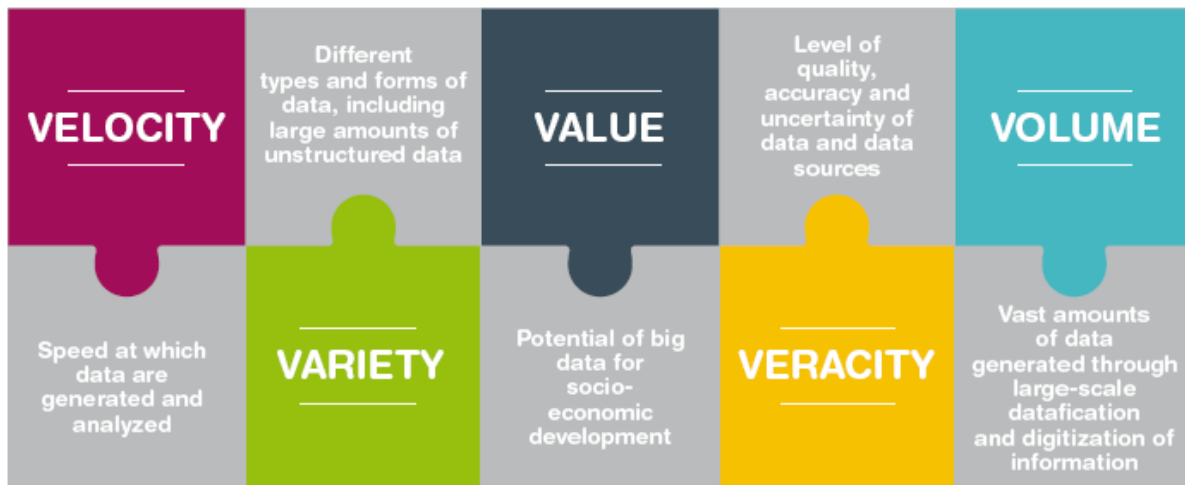 VELOCITY
Speed at which
data are
generated and
analyzed
Different
types and forms of
data, including
large amounts of
unstructured data
VARIETY
VALUE
Potential of big
data for
socio-
economic
development
Level of
quality,
accuracy and
uncertainty of
data and data
sources
VERACITY
VOLUME
Vast amounts
of data
generated through
large-scale
datafication
and digitization of
information